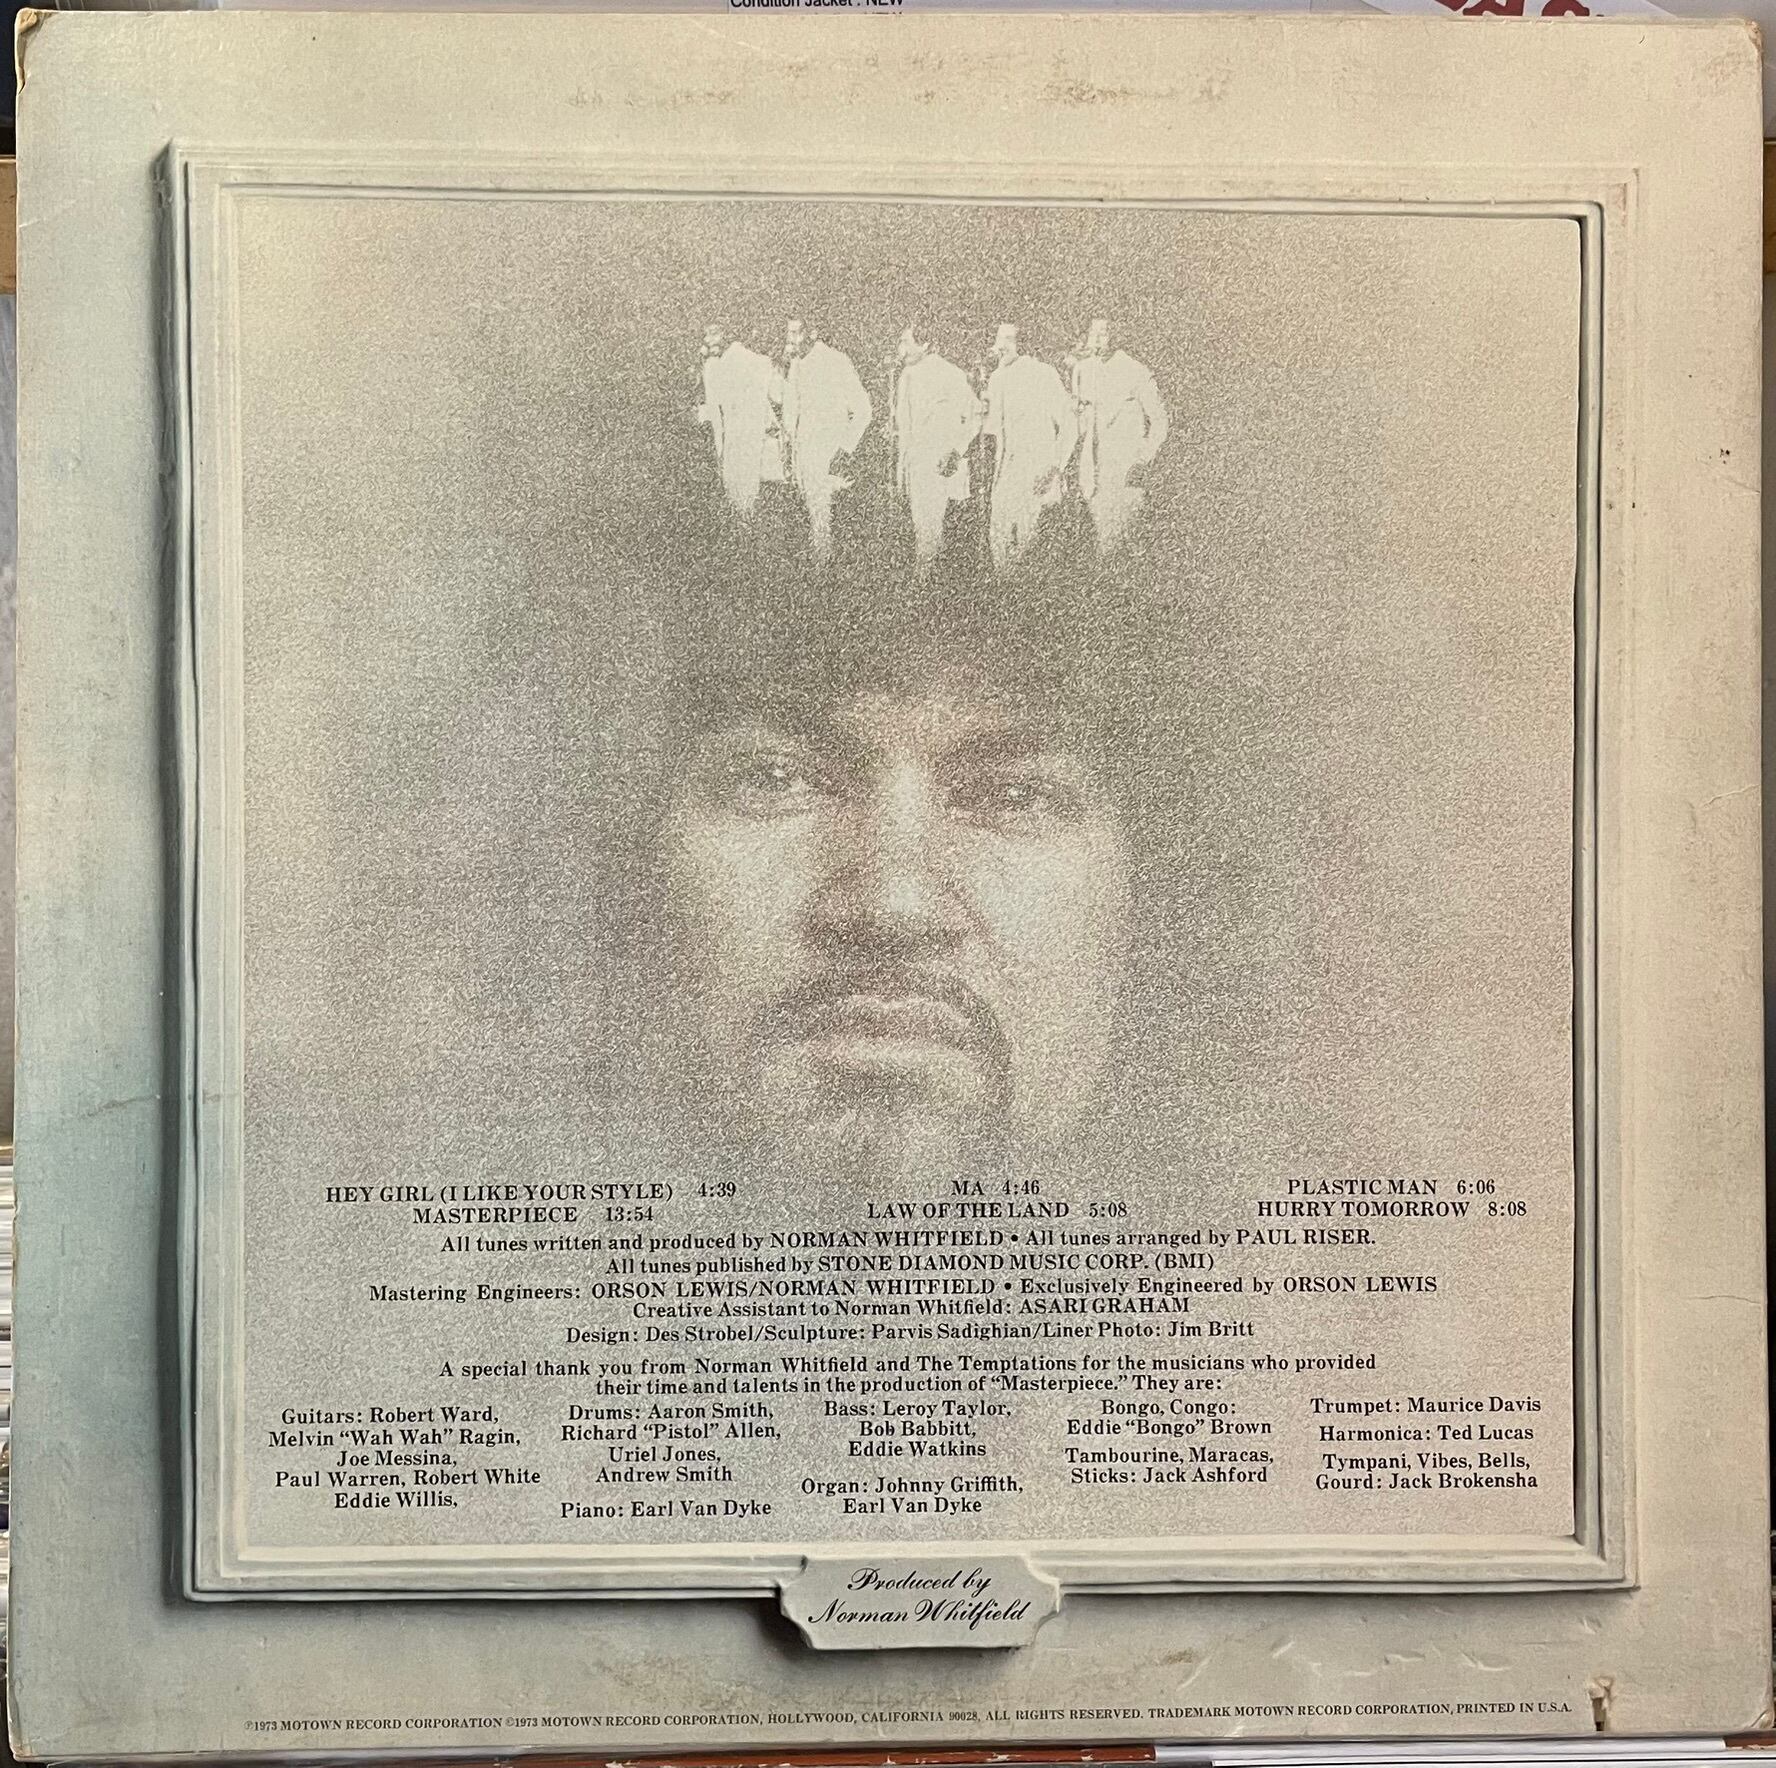 Condition Jacket : NEW
HEY GIRL (I LIKE YOUR STYLE) 4:39
MASTERPIECE 13:54
MA 4:46
LAW OF THE LAND 5:08
PLASTIC MAN 6:06
HURRY TOMORROW 8:08
All tunes written and produced by NORMAN WHITFIELD • All tunes arranged by PAUL RISER.
All tunes published by STONE DIAMOND MUSIC CORP. (BMI)
Mastering Engineers: ORSON LEWIS/NORMAN WHITFIELD • Exclusively Engineered by ORSON LEWIS
Creative Assistant to Norman Whitfield: ASARI GRAHAM
Design: Des Strobel/Sculpture: Parvis Sadighian/Liner Photo: Jim Britt
A special thank you from Norman Whitfield and The Temptations for the musicians who provided
their time and talents in the production of “Masterpiece.” They are:
Guitars: Robert Ward,
Melvin “Wah Wah” Ragin,
Joe Messina,
Paul Warren, Robert White
Eddie Willis,
Drums: Aaron Smith,
Richard “Pistol” Allen,
Uriel Jones,
Andrew Smith
Piano: Earl Van Dyke
Bass: Leroy Taylor,
Bob Babbitt,
Eddie Watkins
Organ: Johnny Griffith,
Earl Van Dyke
Bongo, Congo:
Eddie “Bongo” Brown
Tambourine, Maracas,
Sticks: Jack Ashford
Trumpet: Maurice Davis
Harmonica: Ted Lucas
Tympani, Vibes, Bells,
Gourd: Jack Brokensha
Produced by
Norman Whitfield
℗1973 MOTOWN RECORD CORPORATION ©1973 MOTOWN RECORD CORPORATION, HOLLYWOOD, CALIFORNIA 90028, ALL RIGHTS RESERVED. TRADEMARK MOTOWN RECORD CORPORATION, PRINTED IN U.S.A.